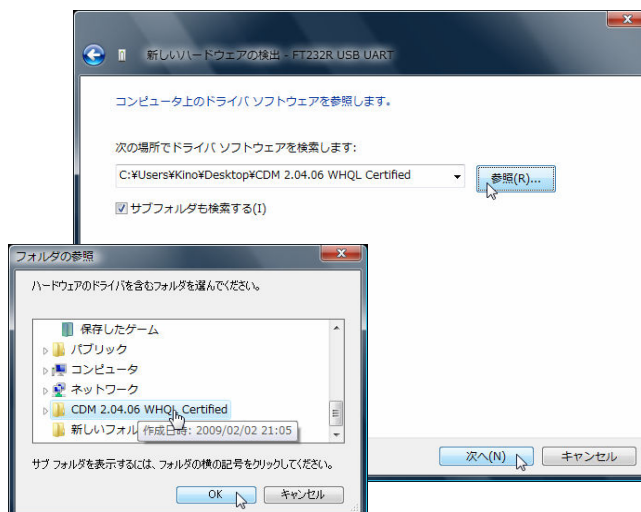 新しいハードウェアの検出 - FT232R USB UART
コンピュータ上のドライバ ソフトウェアを参照します。
次の場所でドライバ ソフトウェアを検索します:
C:¥Users¥Kino¥Desktop¥CDM 2.04.06 WHQL Certified
参照(R)...
サブフォルダも検索する(I)
次へ(N)
キャンセル
フォルダの参照
ハードウェアのドライバを含むフォルダを選んでください。
保存したゲーム
パブリック
コンピュータ
ネットワーク
CDM 2.04.06 WHQL Certified
新しいフォル
作成日時: 2009/02/02 21:05
サブ フォルダを表示するには、フォルダの横の記号をクリックしてください。
OK
キャンセル